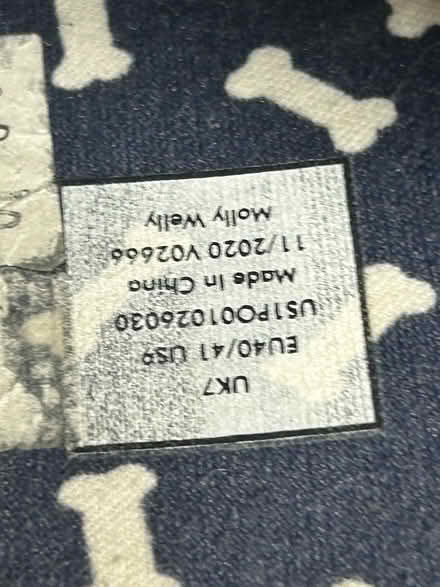 UK7
EU40/41 US9
US1PO01026030
Made In China
11/2020 V02666
Molly Welly